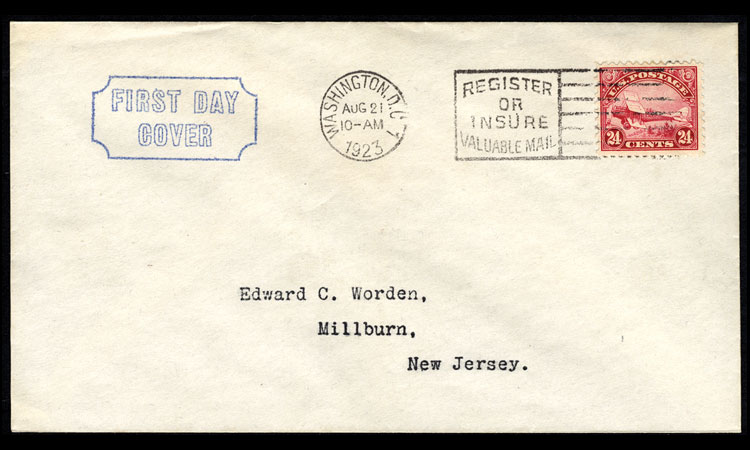 FIRST DAY
COVER
WASHINGTON, D.C.
AUG 21
10-AM
1923
REGISTER
OR
INSURE
VALUABLE MAIL
U.S. POSTAGE
24 CENTS 24
Edward C. Worden,
Millburn,
New Jersey.